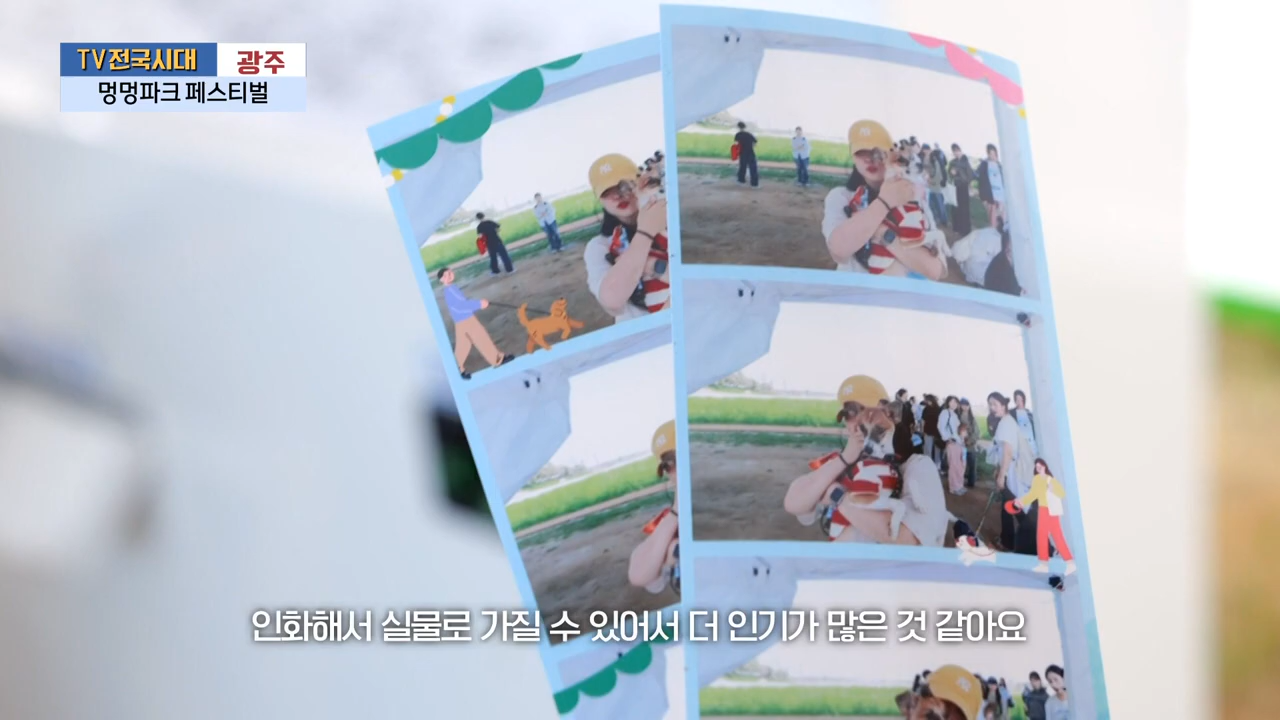 TV전국시대 광주
멍멍파크 페스티벌
인화해서 실물로 가질 수 있어서 더 인기가 많은 것 같아요